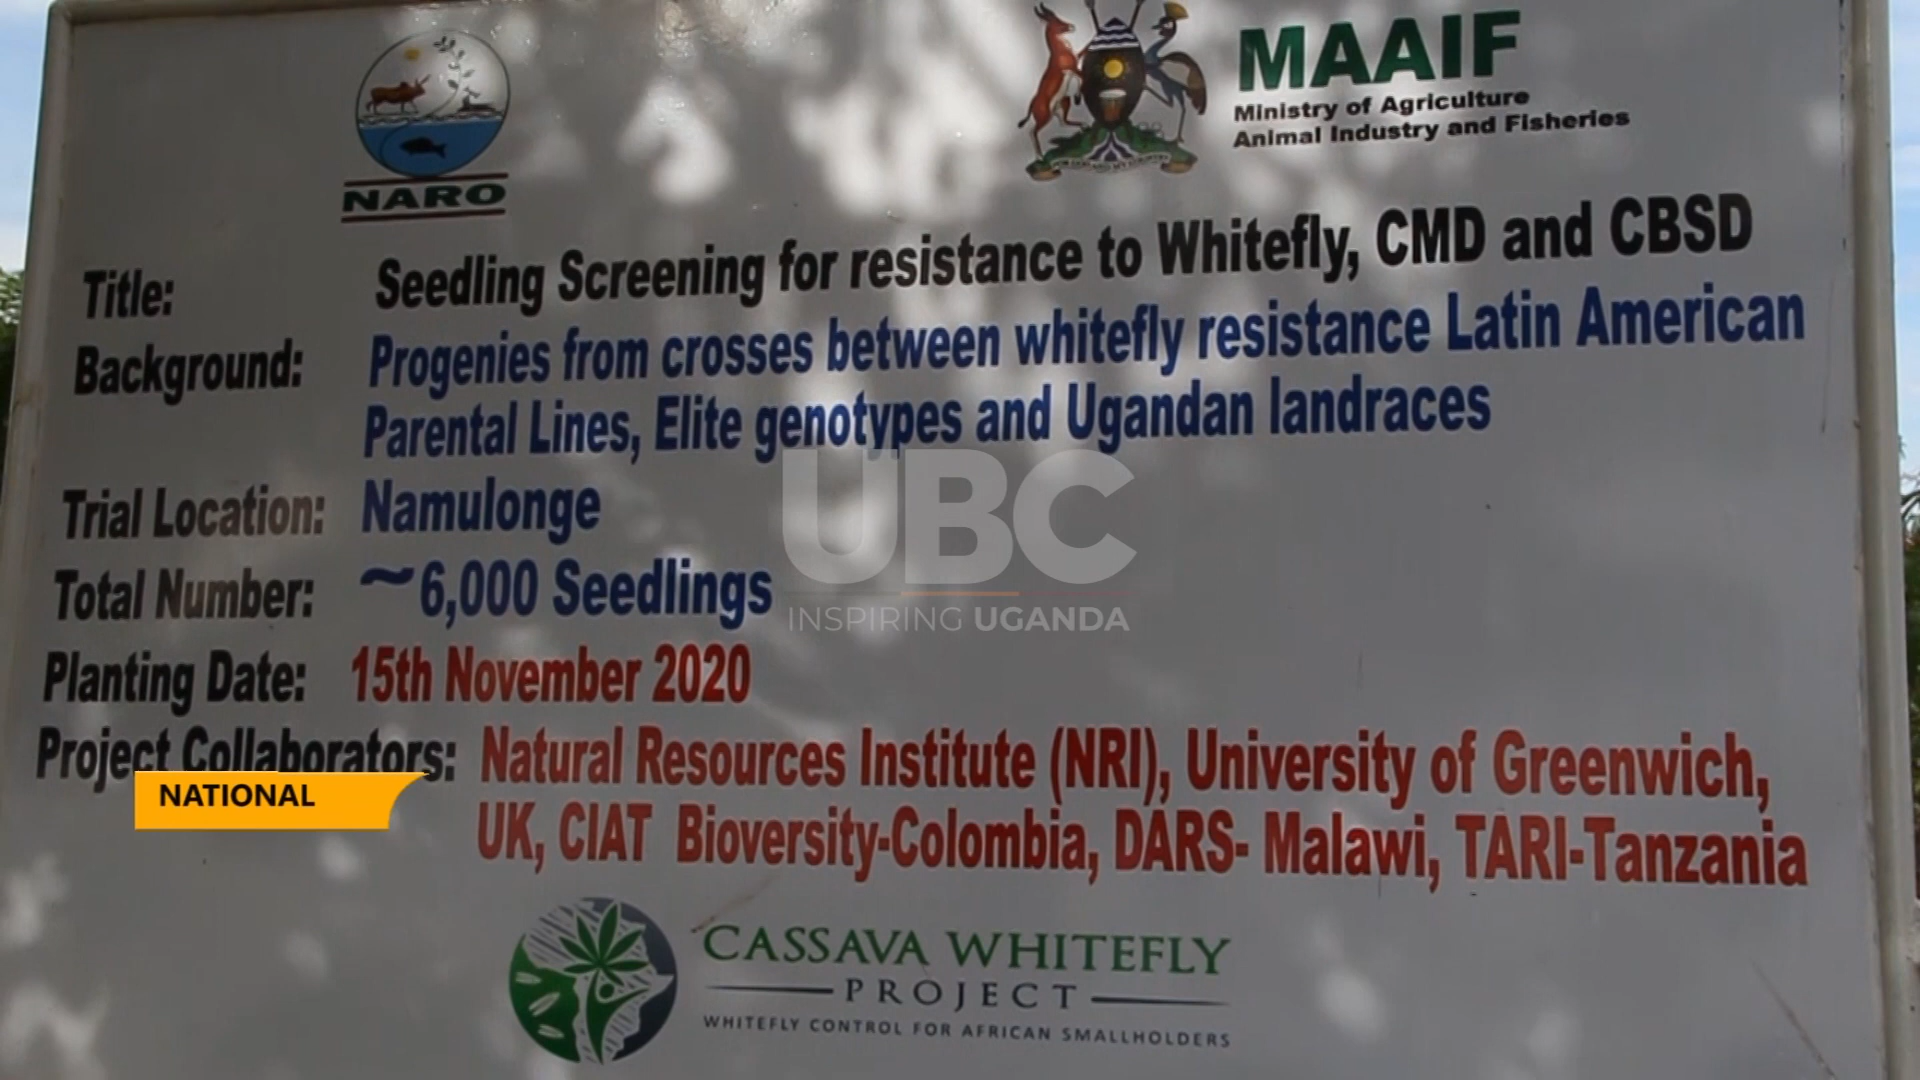 NARO
MAAIF
Ministry of Agriculture
Animal Industry and Fisheries
Title: Seedling Screening for resistance to Whitefly, CMD and CBSD
Background: Progenies from crosses between whitefly resistance Latin American
Parental Lines, Elite genotypes and Ugandan landraces
Trial Location: Namulonge
Total Number: ~6,000 Seedlings
Planting Date: 15th November 2020
Project Collaborators: Natural Resources Institute (NRI), University of Greenwich,
UK, CIAT Bioversity-Colombia, DARS- Malawi, TARI-Tanzania
CASSAVA WHITEFLY
PROJECT
WHITEFLY CONTROL FOR AFRICAN SMALLHOLDERS
UBC
INSPIRING UGANDA
NATIONAL